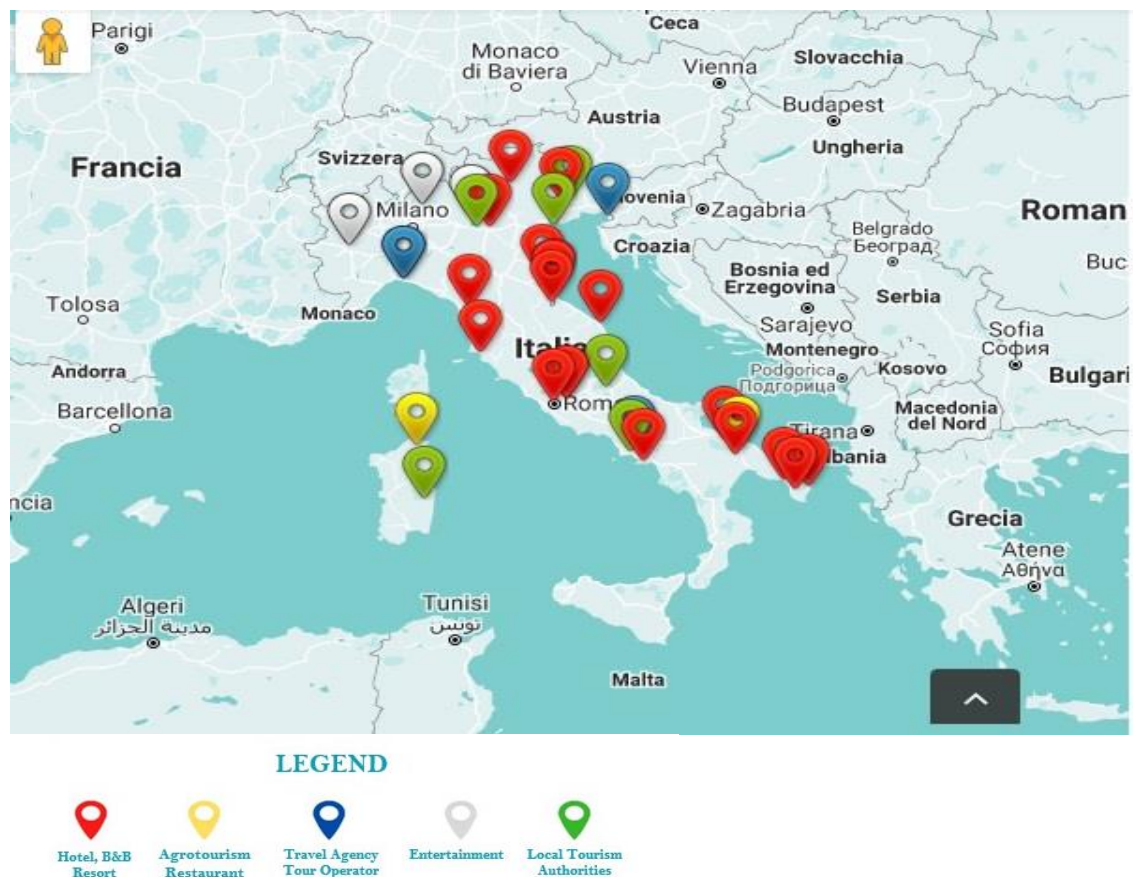 Ceca
Parigi
Monaco
di Baviera
Vienna
Slovacchia
Budapest
Austria
Ungheria
Francia
Svizzera
Milano
ovenia
Zagabria
Roman
Croazia
Belgrado
Београд
Buc
Bosnia ed
Erzegovina
Serbia
Tolosa
Monaco
Sarajevo
Sofia
София
Italia
Montenegro
Andorra
Podgorica
Подгорица
Kosovo
Bulgari
Barcellona
Rom
Macedonia
del Nord
Tirana
lbania
ncia
Grecia
Atene
Αθήνα
Algeri
مدينة الجزائر
Tunisi
تونس
Malta
LEGEND
Hotel, B&B
Resort
Agrotourism
Restaurant
Travel Agency
Tour Operator
Entertainment
Local Tourism
Authorities